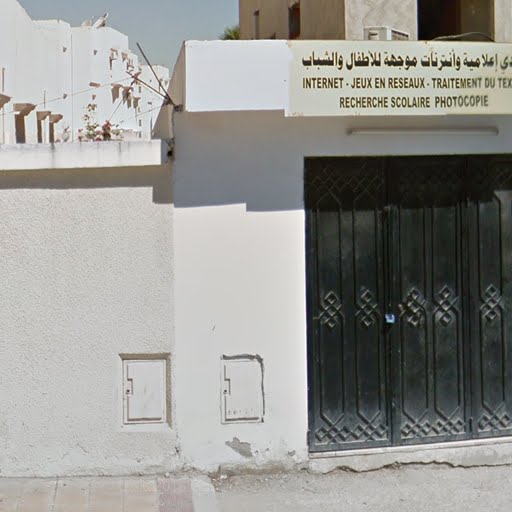 إعلامية وأنترنات موجهة للأطفال والشباب
INTERNET - JEUX EN RESEAUX - TRAITEMENT DU TEX
RECHERCHE SCOLAIRE PHOTOCOPIE